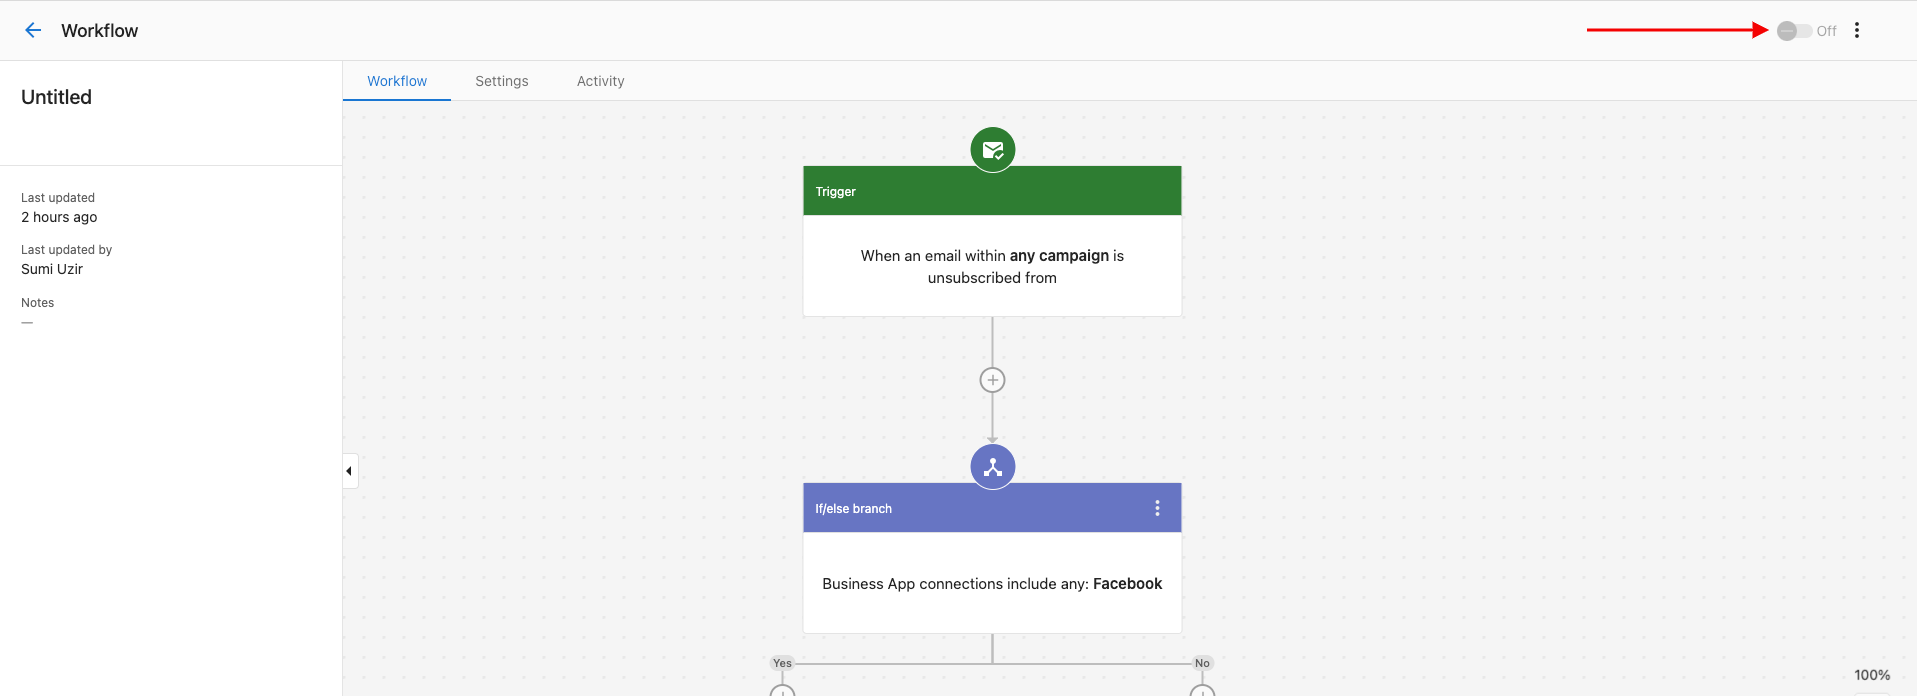 Workflow
Off
Untitled
Last updated
2 hours ago
Last updated by
Sumi Uzir
Notes
—
Workflow
Settings
Activity
Trigger
When an email within any campaign is
unsubscribed from
If/else branch
Business App connections include any: Facebook
Yes
No
100%